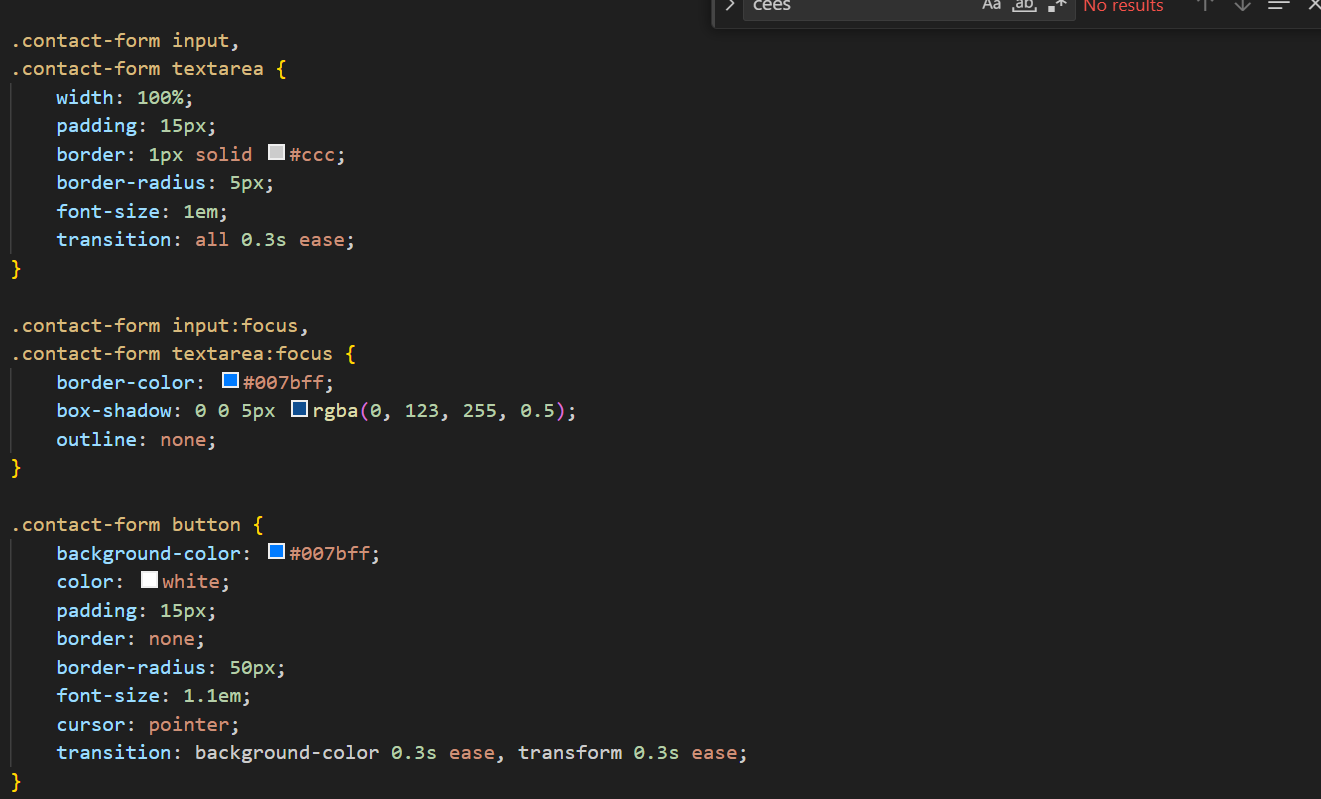 cees Aa ab No results
.contact-form input,
.contact-form textarea {
    width: 100%;
    padding: 15px;
    border: 1px solid #ccc;
    border-radius: 5px;
    font-size: 1em;
    transition: all 0.3s ease;
}

.contact-form input:focus,
.contact-form textarea:focus {
    border-color: #007bff;
    box-shadow: 0 0 5px rgba(0, 123, 255, 0.5);
    outline: none;
}

.contact-form button {
    background-color: #007bff;
    color: white;
    padding: 15px;
    border: none;
    border-radius: 50px;
    font-size: 1.1em;
    cursor: pointer;
    transition: background-color 0.3s ease, transform 0.3s ease;
}